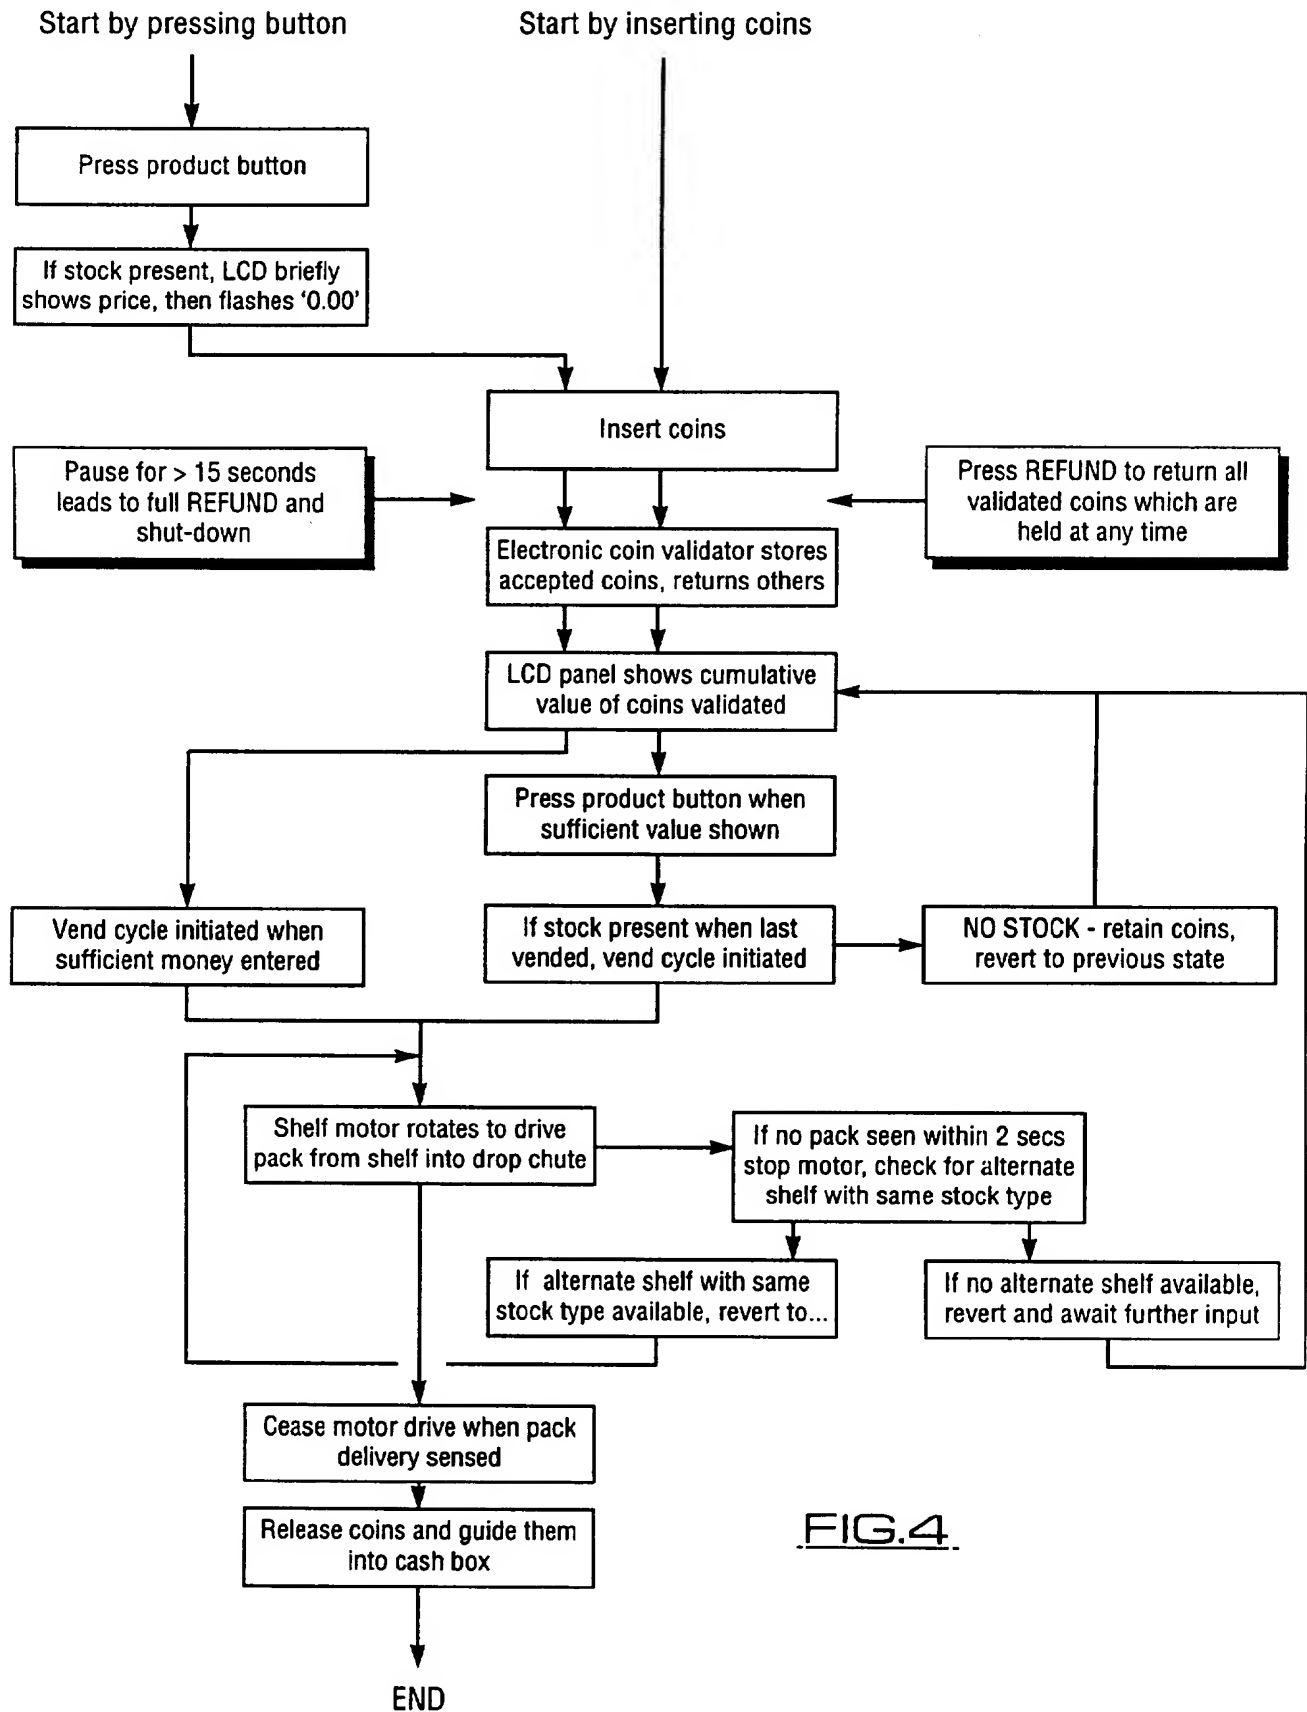 Start by pressing button
Start by inserting coins
Press product button
If stock present, LCD briefly
shows price, then flashes ‘0.00’
Insert coins
Pause for > 15 seconds
leads to full REFUND and
shut-down
Press REFUND to return all
validated coins which are
held at any time
Electronic coin validator stores
accepted coins, returns others
LCD panel shows cumulative
value of coins validated
Press product button when
sufficient value shown
Vend cycle initiated when
sufficient money entered
If stock present when last
vended, vend cycle initiated
NO STOCK - retain coins,
revert to previous state
Shelf motor rotates to drive
pack from shelf into drop chute
If no pack seen within 2 secs
stop motor, check for alternate
shelf with same stock type
If alternate shelf with same
stock type available, revert to...
If no alternate shelf available,
revert and await further input
Cease motor drive when pack
delivery sensed
Release coins and guide them
into cash box
FIG.4
END